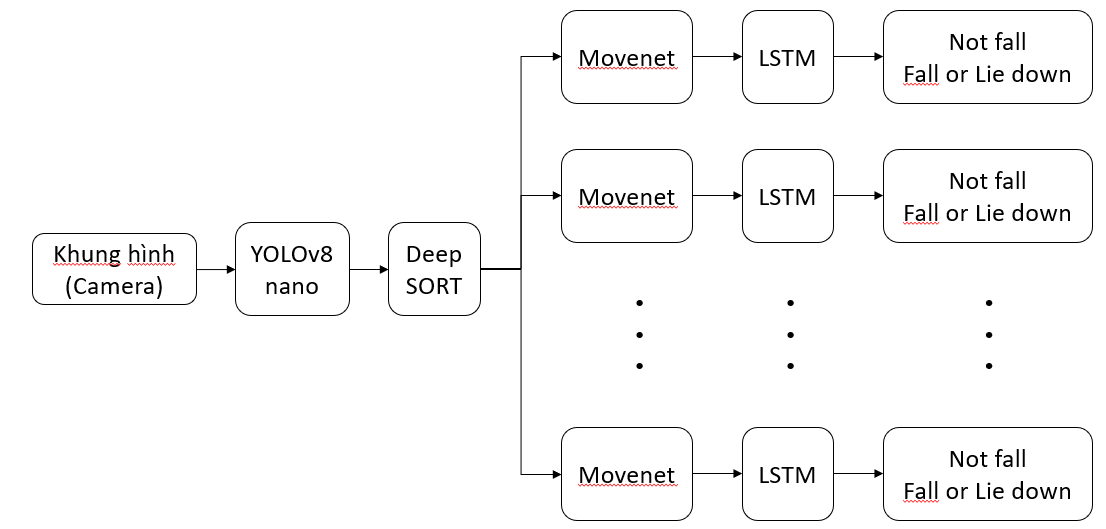 Khung hình
(Camera)
YOLOv8
nano
Deep
SORT
Movenet
LSTM
Not fall
Fall or Lie down
Movenet
LSTM
Not fall
Fall or Lie down
Movenet
LSTM
Not fall
Fall or Lie down